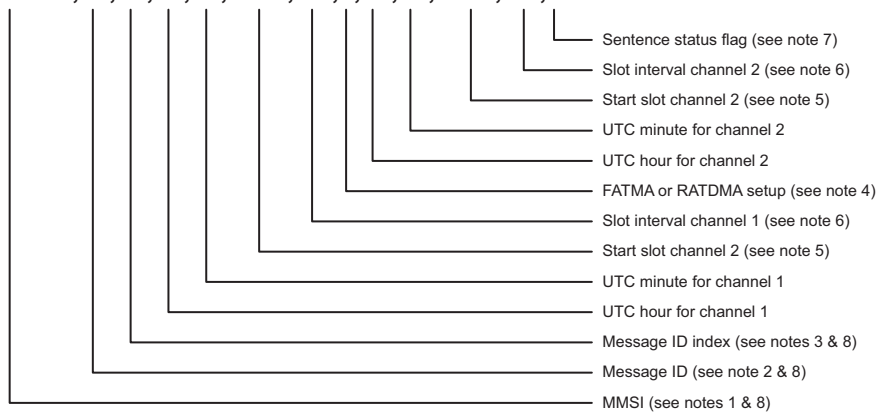 Sentence status flag (see note 7)
Slot interval channel 2 (see note 6)
Start slot channel 2 (see note 5)
UTC minute for channel 2
UTC hour for channel 2
FATMA or RATDMA setup (see note 4)
Slot interval channel 1 (see note 6)
Start slot channel 2 (see note 5)
UTC minute for channel 1
UTC hour for channel 1
Message ID index (see notes 3 & 8)
Message ID (see note 2 & 8)
MMSI (see notes 1 & 8)